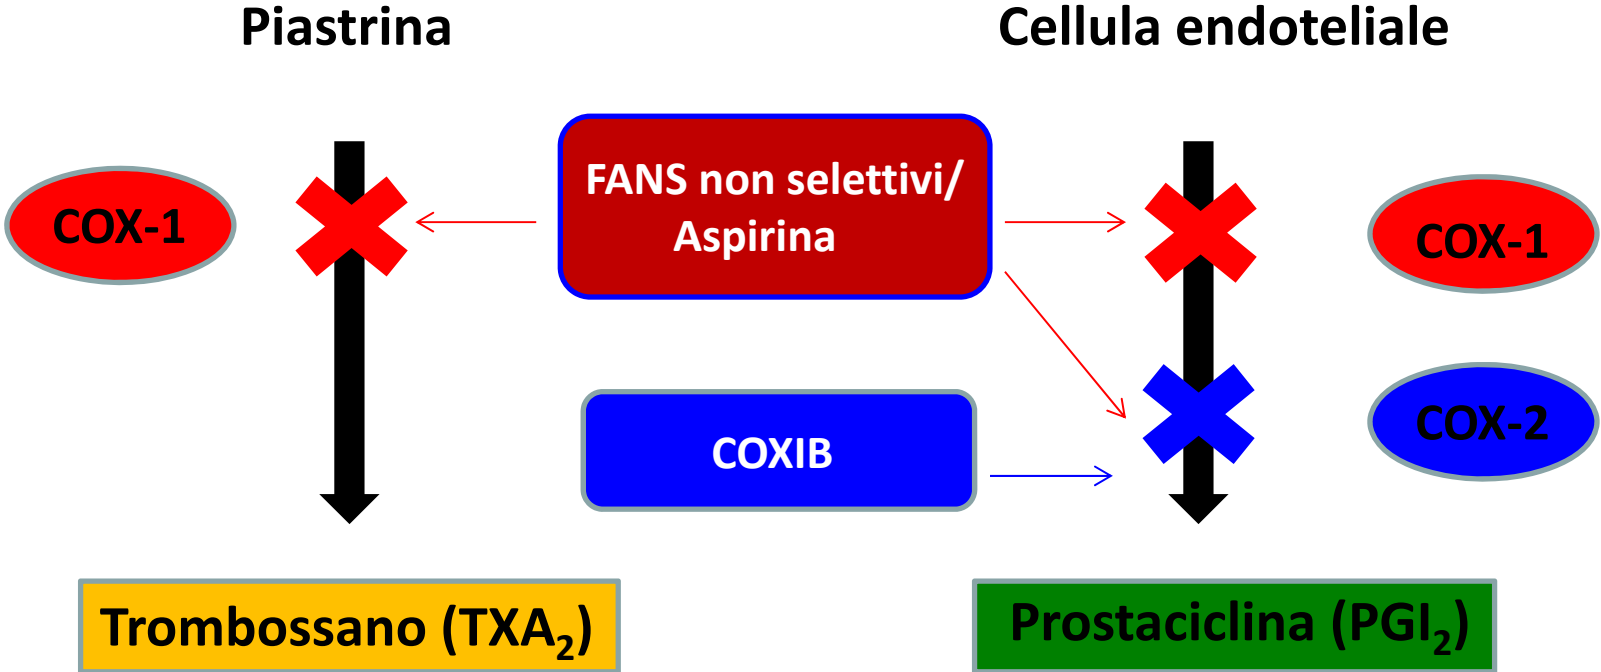 Piastrina
Cellula endoteliale
FANS non selettivi/
Aspirina
COX-1
COX-1
COXIB
COX-2
Trombossano (TXA₂)
Prostaciclina (PGI₂)